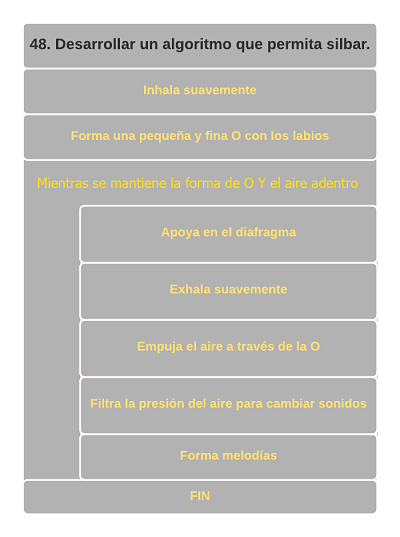 48. Desarrollar un algoritmo que permita silbar.
Inhala suavemente
Forma una pequeña y fina O con los labios
Mientras se mantiene la forma de O Y el aire adentro
Apoya en el diafragma
Exhala suavemente
Empuja el aire a través de la O
Filtra la presión del aire para cambiar sonidos
Forma melodías
FIN